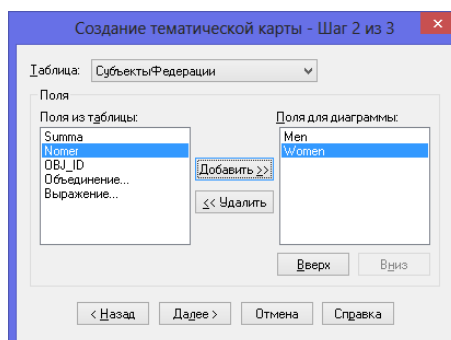 Создание тематической карты - Шаг 2 из 3
Таблица: СубъектыФедерации
Поля
Поля из таблицы:
Поля для диаграммы:
Summa
Nomer
OBJ_ID
Объединение...
Выражение...
Добавить >>
<< Удалить
Men
Women
Вверх
Вниз
< Назад
Далее >
Отмена
Справка